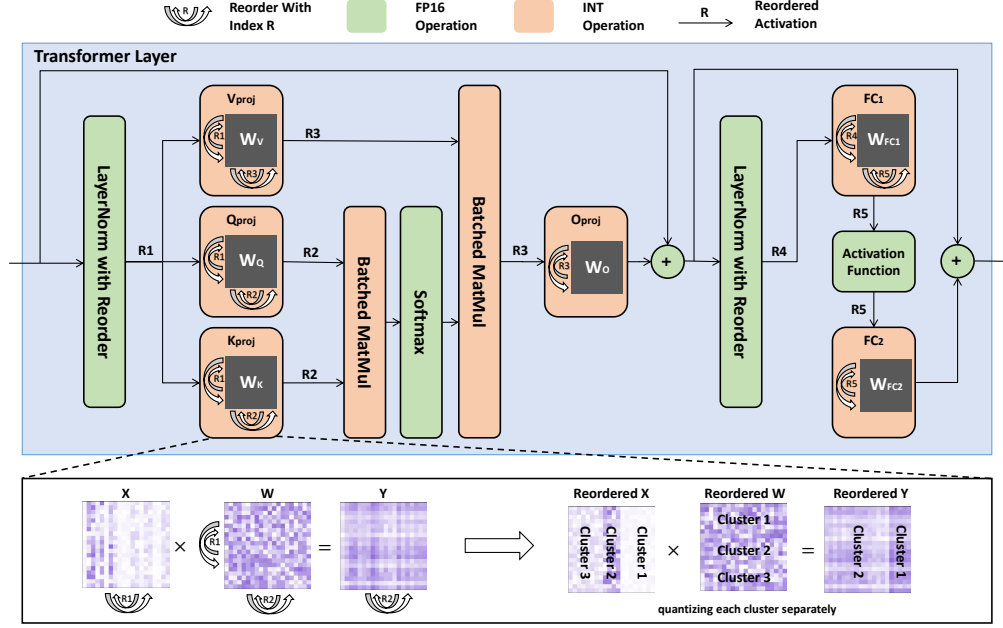 R
Reorder With
Index R
FP16
Operation
INT
Operation
R
Reordered
Activation
Transformer Layer
LayerNorm with Reorder
R1
Vproj
R1
WV
R3
R3
Qproj
R1
WQ
R2
R2
Kproj
R1
WK
R2
R2
Batched MatMul
Softmax
Batched MatMul
R3
Oproj
R3
WO
+
LayerNorm with Reorder
R4
FC1
R4
WFC1
R5
R5
Activation
Function
R5
FC2
R5
WFC2
+
X
W
Y
R1
×
=
R1
R2
R2
Reordered X
Reordered W
Reordered Y
Cluster 3
Cluster 2
Cluster 1
×
Cluster 1
Cluster 2
Cluster 3
=
Cluster 2
Cluster 1
quantizing each cluster separately